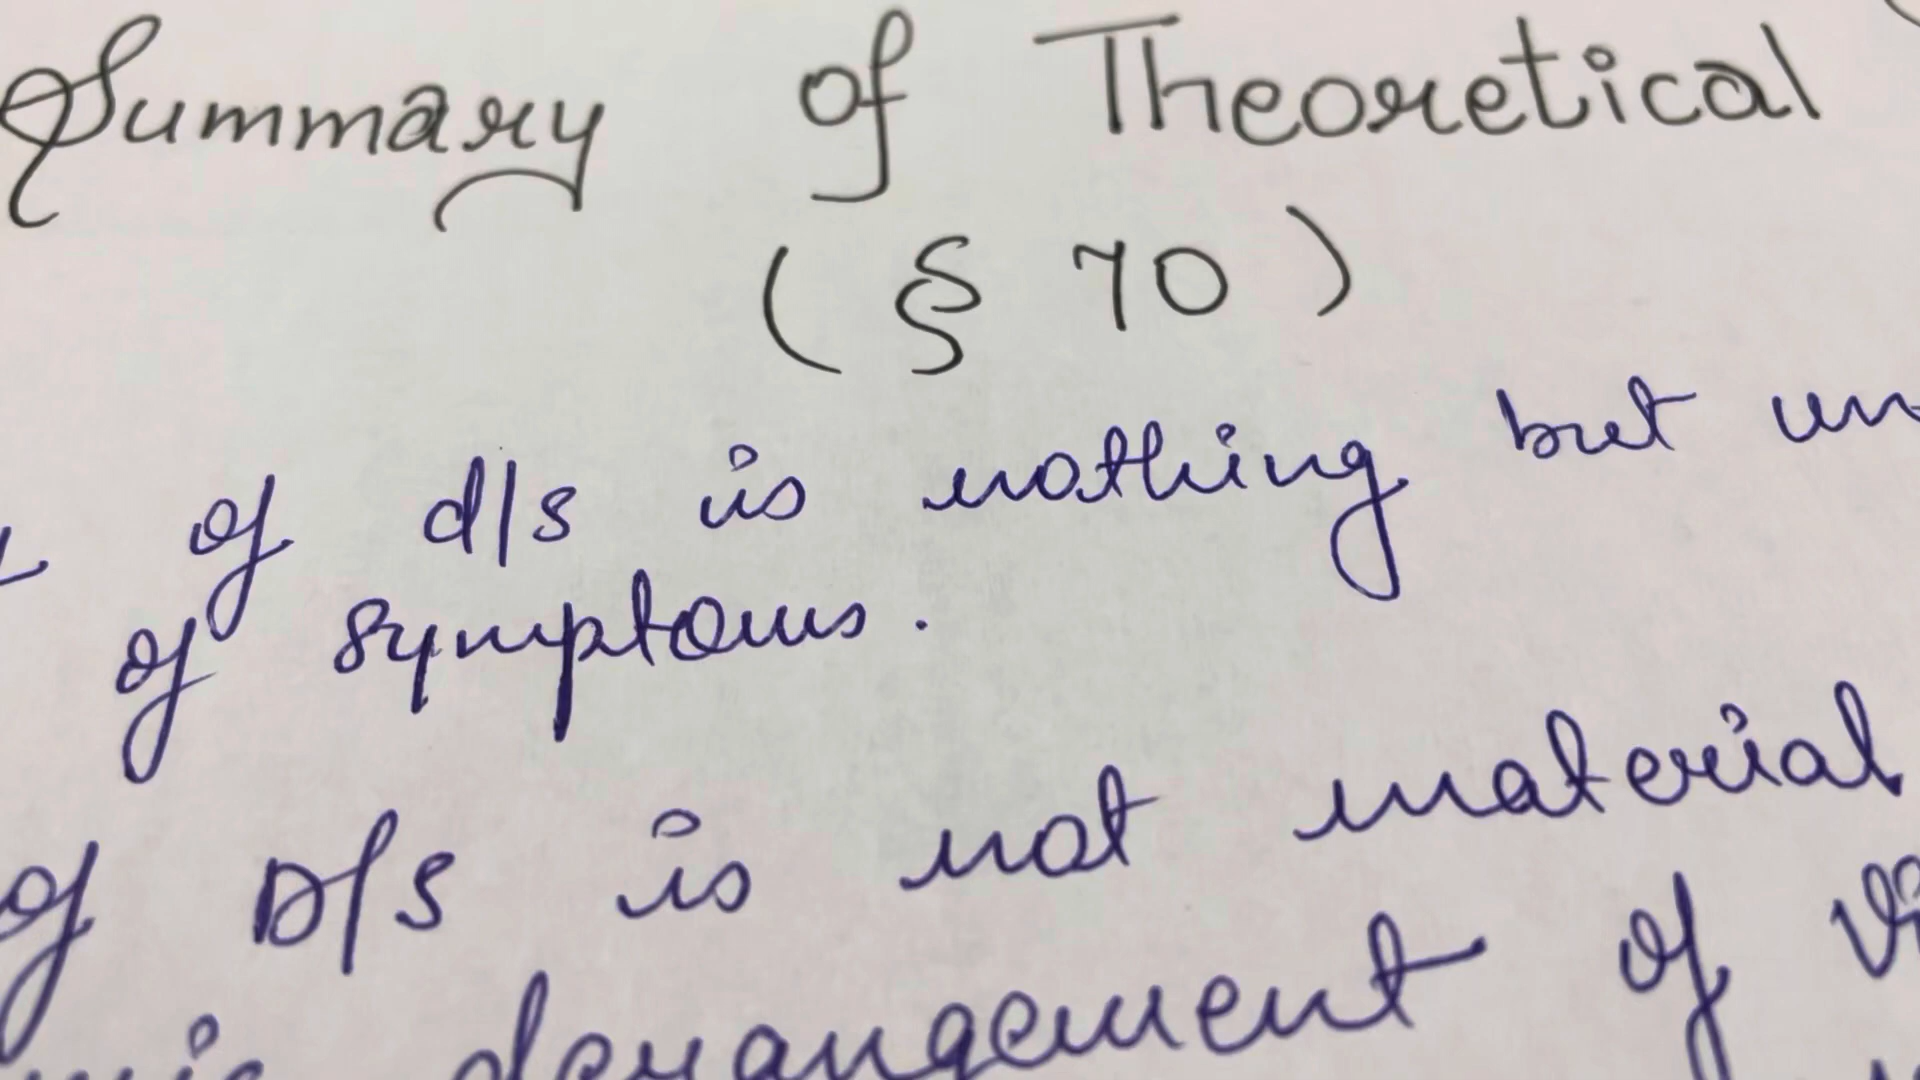 Summary of Theoretical
(§ 70)
of d/s is nothing but
of symptoms.
of D/s is not material
derangement of